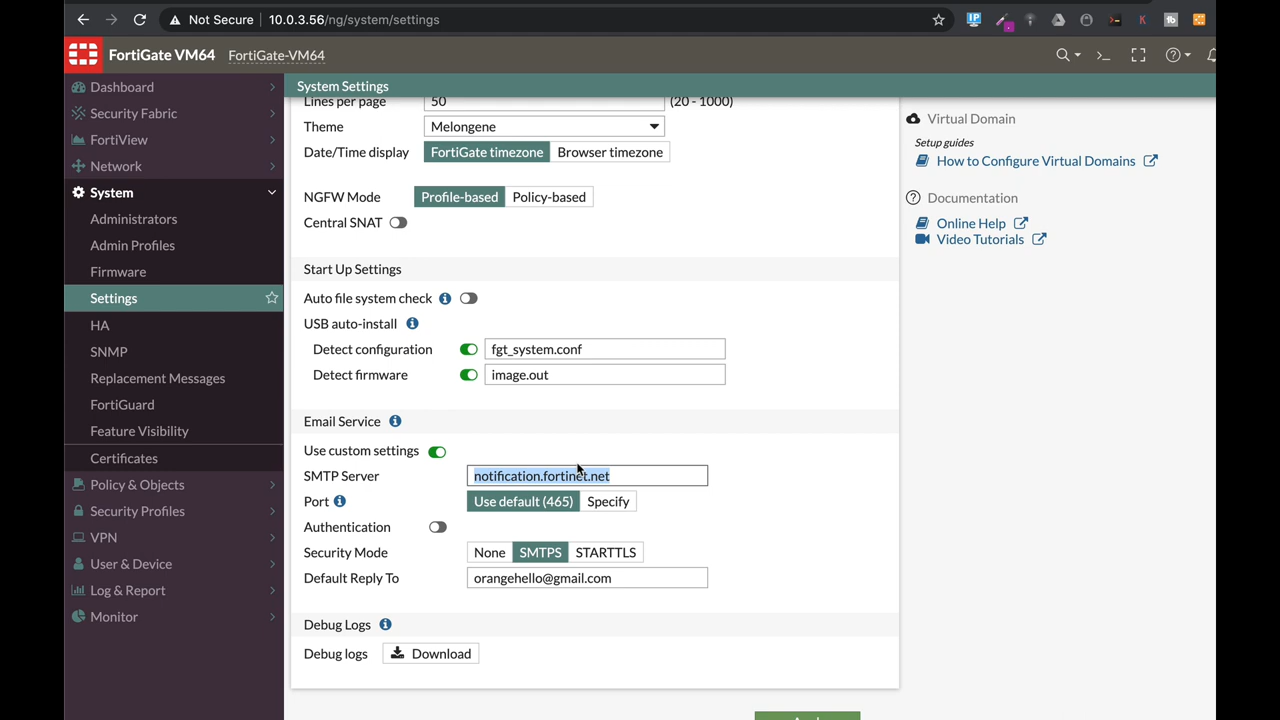 Not Secure 10.0.3.56/ng/system/settings
IP K tb
FortiGate VM64 FortiGate-VM64
Dashboard
Security Fabric
FortiView
Network
System
Administrators
Admin Profiles
Firmware
Settings
HA
SNMP
Replacement Messages
FortiGuard
Feature Visibility
Certificates
Policy & Objects
Security Profiles
VPN
User & Device
Log & Report
Monitor
System Settings
Lines per page 50 (20 - 1000)
Theme Melongene
Date/Time display FortiGate timezone Browser timezone
NGFW Mode Profile-based Policy-based
Central SNAT
Start Up Settings
Auto file system check
USB auto-install
Detect configuration fgt_system.conf
Detect firmware image.out
Email Service
Use custom settings
SMTP Server notification.fortinet.net
Port Use default (465) Specify
Authentication
Security Mode None SMTPS STARTTLS
Default Reply To orangehello@gmail.com
Debug Logs
Debug logs Download
Virtual Domain
Setup guides
How to Configure Virtual Domains
Documentation
Online Help
Video Tutorials